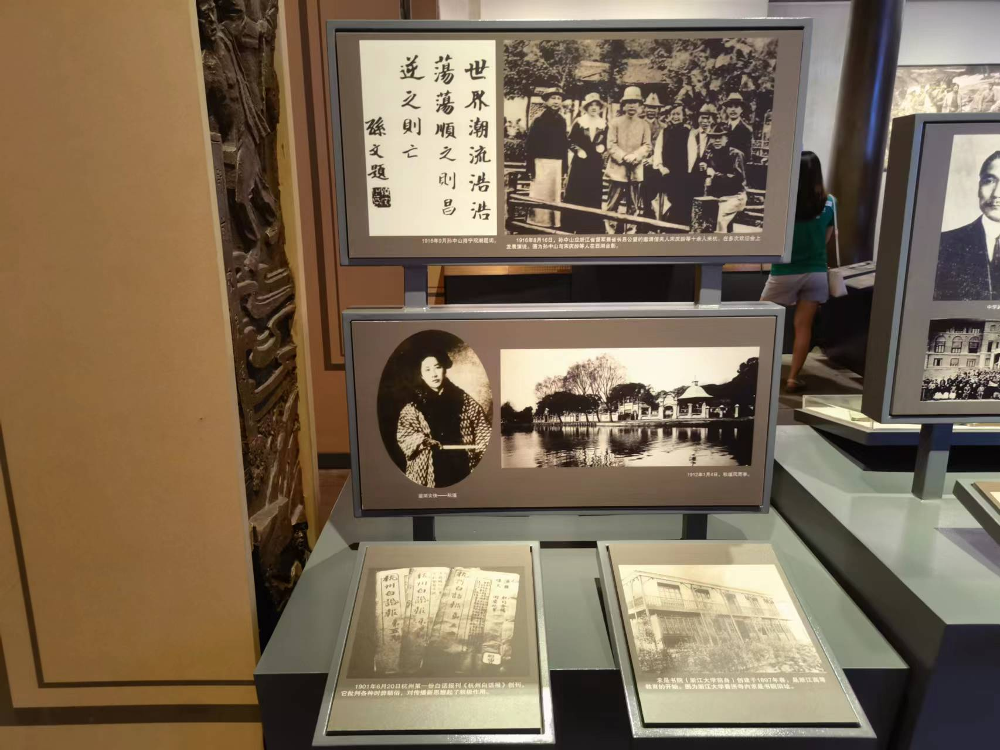 世界潮流浩浩
蕩蕩順之則昌
逆之則亡
孫文題
1916年9月孙中山海宁观潮题词。
1916年8月16日，孙中山应浙江省督军兼省长吕公望的邀请偕夫人宋庆龄等十余人来杭。在多次欢迎会上
发表演说。图为孙中山与宋庆龄等人在西湖合影。
鉴湖女侠——秋瑾
1912年1月4日，秋瑾风雨亭。
杭州白話報第五
杭州白話報第
杭州白話報第三
1901年6月20日杭州第一份白话报刊《杭州白话报》创刊，
它批判各种时弊陋俗，对传播新思想起了积极作用。
求是书院（浙江大学前身）创建于1897年春，是浙江高等
教育的开始。图为浙江大学普济寺内求是书院旧址。